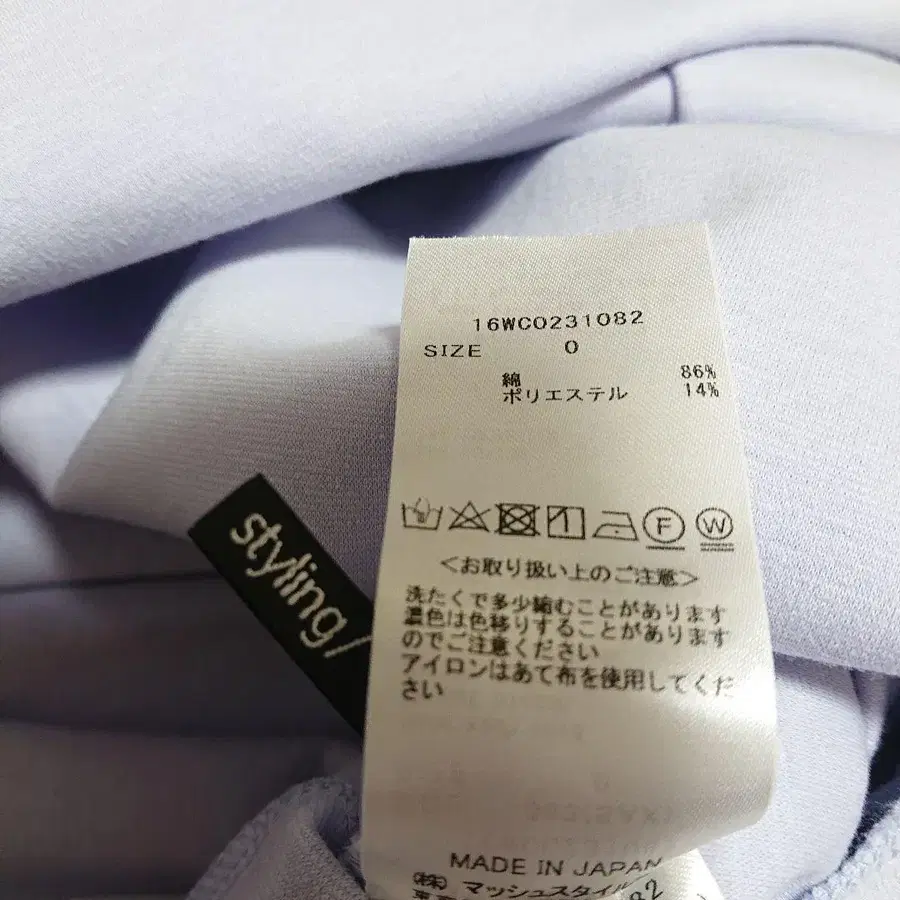 16WCO231082
SIZE 0
綿 86%
ポリエステル 14%
F W
<お取り扱い上のご注意>
洗たくで多少縮むことがあります
濃色は色移りすることがあります
のでご注意ください
アイロンはあて布を使用してくだ
さい
MADE IN JAPAN
(株) マッシュスタイル
styling/
82